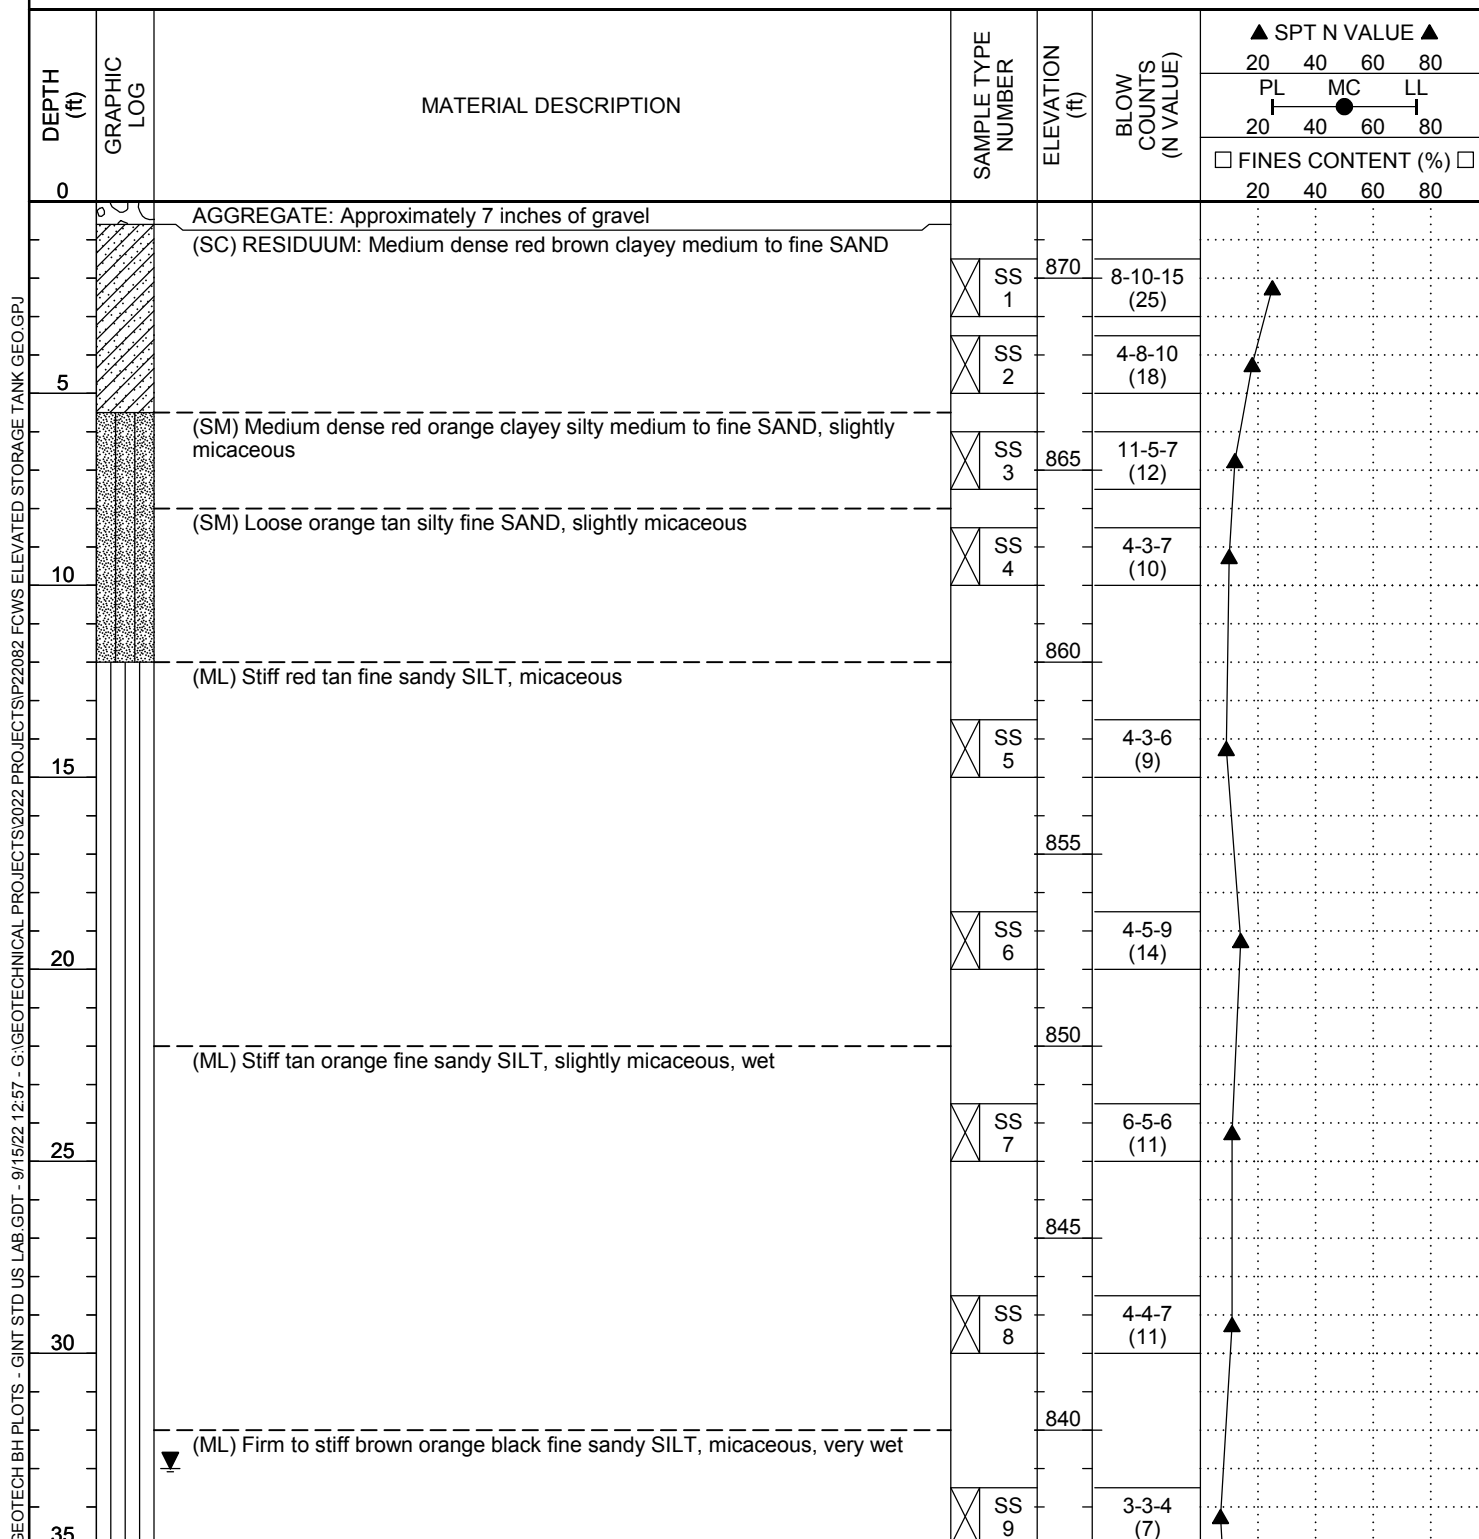 DEPTH
(ft)
GRAPHIC
LOG
MATERIAL DESCRIPTION
SAMPLE TYPE
NUMBER
ELEVATION
(ft)
BLOW
COUNTS
(N VALUE)
▲ SPT N VALUE ▲
20 40 60 80
PL MC LL
20 40 60 80
□ FINES CONTENT (%) □
20 40 60 80
0
AGGREGATE: Approximately 7 inches of gravel
(SC) RESIDUUM: Medium dense red brown clayey medium to fine SAND
SS
1
870
8-10-15
(25)
SS
2
4-8-10
(18)
5
(SM) Medium dense red orange clayey silty medium to fine SAND, slightly
micaceous
SS
3
865
11-5-7
(12)
(SM) Loose orange tan silty fine SAND, slightly micaceous
SS
4
4-3-7
(10)
10
860
(ML) Stiff red tan fine sandy SILT, micaceous
SS
5
4-3-6
(9)
15
855
SS
6
4-5-9
(14)
20
850
(ML) Stiff tan orange fine sandy SILT, slightly micaceous, wet
SS
7
6-5-6
(11)
25
845
SS
8
4-4-7
(11)
30
840
(ML) Firm to stiff brown orange black fine sandy SILT, micaceous, very wet
SS
9
3-3-4
(7)
35
GEOTECH BH PLOTS - GINT STD US LAB.GDT - 9/15/22 12:57 - G:\GEOTECHNICAL PROJECTS\2022 PROJECTS\P22082 FCWS ELEVATED STORAGE TANK GEO.GPJ